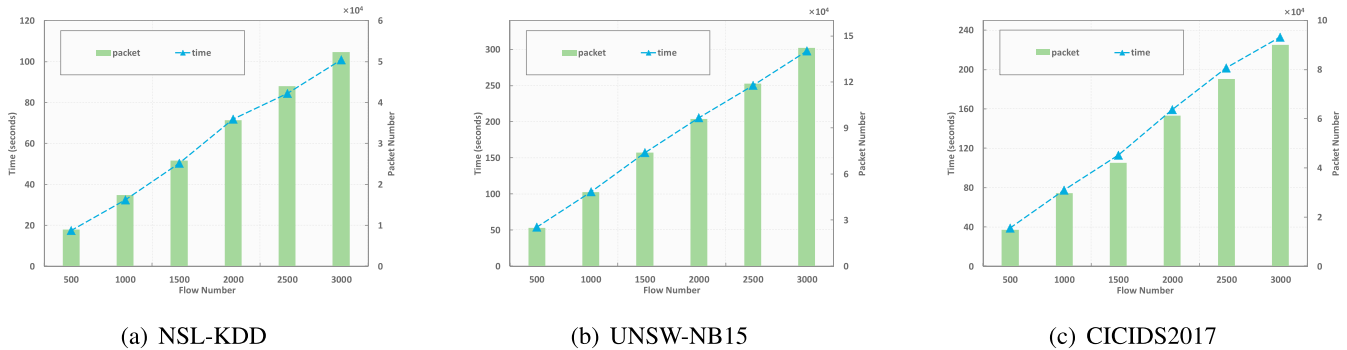 ×10⁴
120 6
packet time
100 5
80 4
60 3
40 2
20 1
0 0
Time (seconds)
Packet Number
500 1000 1500 2000 2500 3000
Flow Number
(a) NSL-KDD
×10⁴
300 15
packet time
250 12
200 9
150 6
100 3
50
0 0
Time (seconds)
Packet Number
500 1000 1500 2000 2500 3000
Flow Number
(b) UNSW-NB15
×10⁴
10
240 8
packet time
200 6
160 4
120 2
80
40
0 0
Time (seconds)
Packet Number
500 1000 1500 2000 2500 3000
Flow Number
(c) CICIDS2017